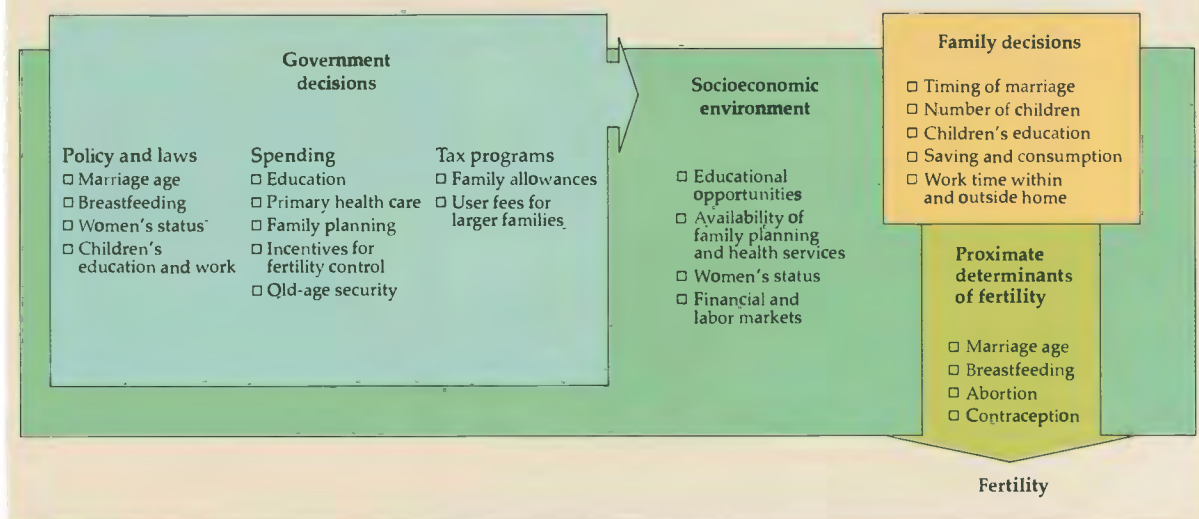 Government
decisions
Policy and laws
□ Marriage age
□ Breastfeeding
□ Women's status
□ Children's
education and work
Spending
□ Education
□ Primary health care
□ Family planning
□ Incentives for
fertility control
□ Old-age security
Tax programs
□ Family allowances
□ User fees for
larger families
Socioeconomic
environment
□ Educational
opportunities
□ Availability of
family planning
and health services
□ Women's status
□ Financial and
labor markets
Family decisions
□ Timing of marriage
□ Number of children
□ Children's education
□ Saving and consumption
□ Work time within
and outside home
Proximate
determinants
of fertility
□ Marriage age
□ Breastfeeding
□ Abortion
□ Contraception
Fertility